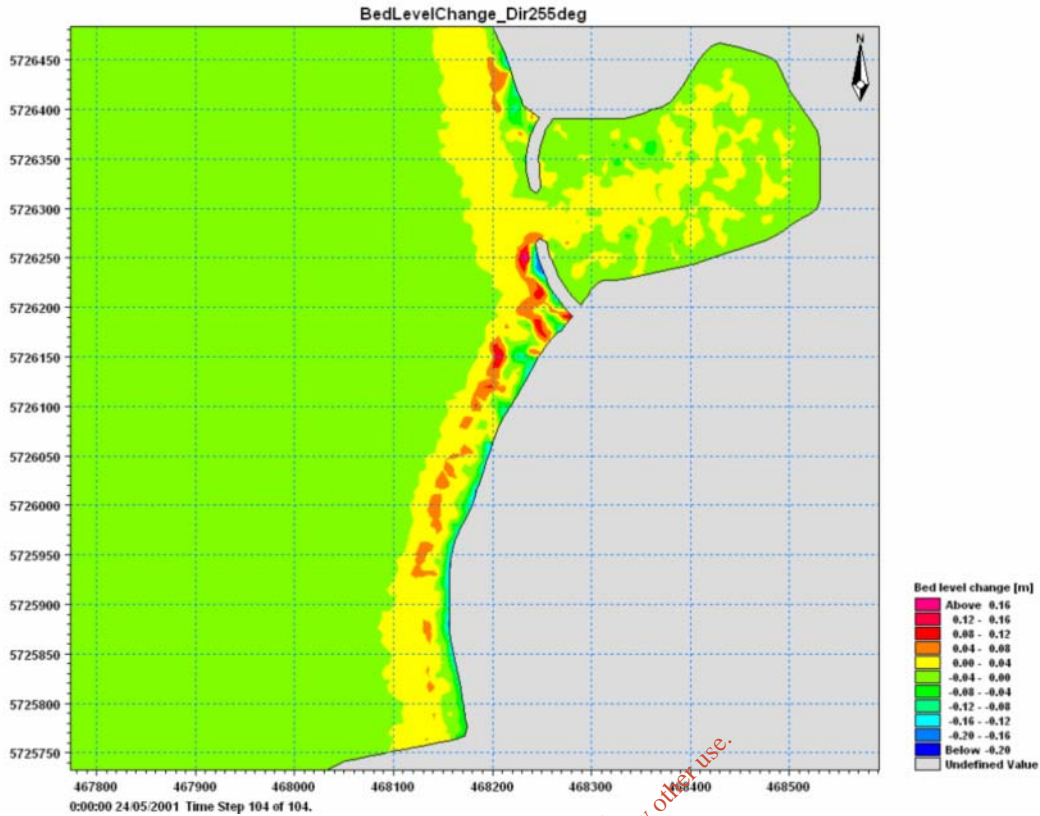 BedLevelChange_Dir255deg
N
5726450
5726400
5726350
5726300
5726250
5726200
5726150
5726100
5726050
5726000
5725950
5725900
5725850
5725800
5725750
467800 467900 468000 468100 468200 468300 468400 468500
0:00:00 24/05/2001 Time Step 104 of 104.
Bed level change [m]
Above 0.16
0.12 - 0.16
0.08 - 0.12
0.04 - 0.08
0.00 - 0.04
-0.04 - 0.00
-0.08 - -0.04
-0.12 - -0.08
-0.16 - -0.12
-0.20 - -0.16
Below -0.20
Undefined Value
other use.